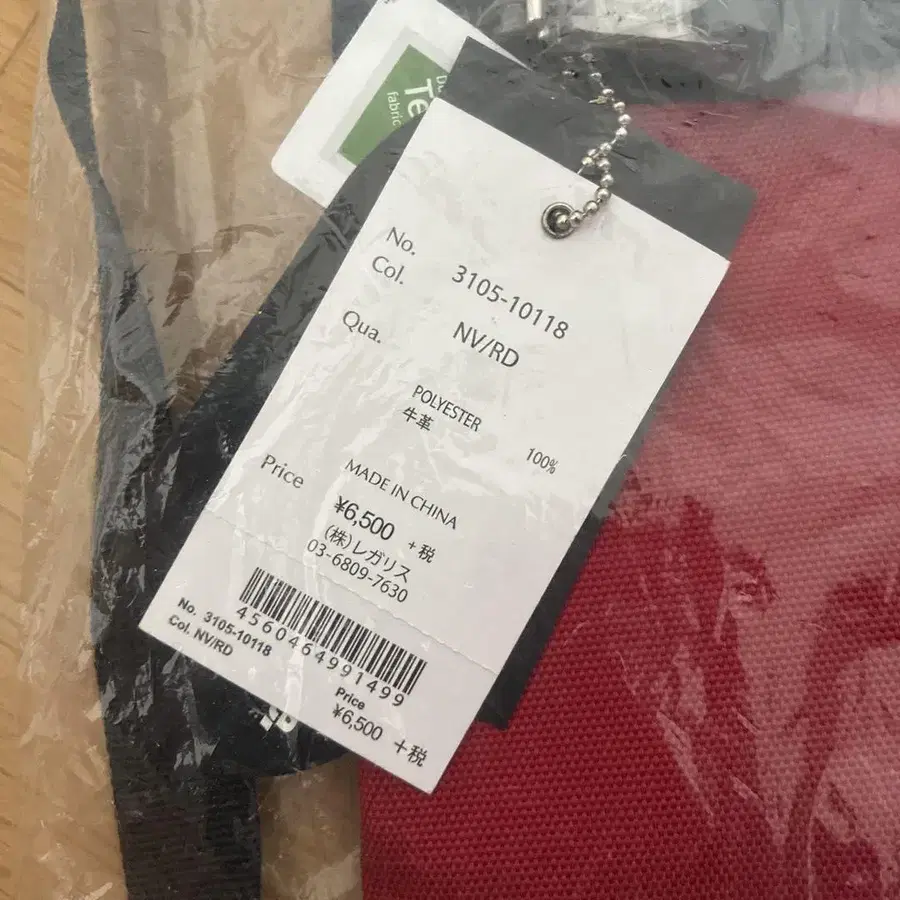 fabric
No. 3105-10118
Col. NV/RD
Qua.
POLYESTER 100%
牛革
MADE IN CHINA
Price ¥6,500 +税
(株)レガリス
03-6809-7630
4560464991499
No. 3105-10118
Col. NV/RD
Price
¥6,500 +税